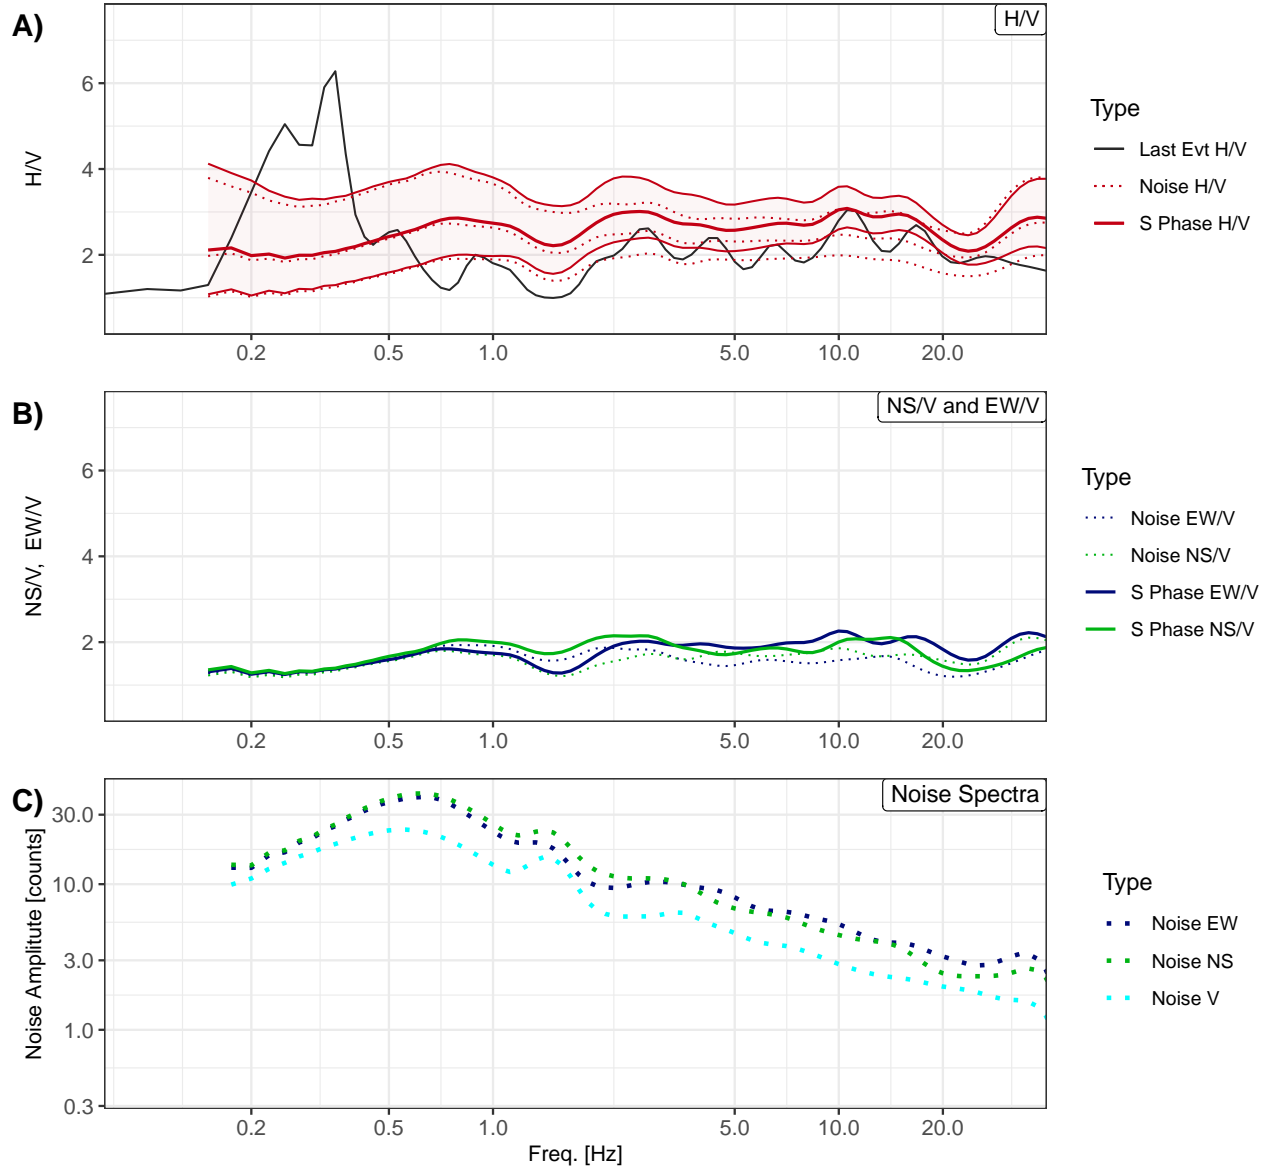 A)
H/V
6
4
2
H/V
0.2 0.5 1.0 5.0 10.0 20.0
Type
Last Evt H/V
Noise H/V
S Phase H/V
B)
NS/V and EW/V
6
4
2
NS/V, EW/V
0.2 0.5 1.0 5.0 10.0 20.0
Type
Noise EW/V
Noise NS/V
S Phase EW/V
S Phase NS/V
C)
Noise Spectra
30.0
10.0
3.0
1.0
0.3
Noise Amplitude [counts]
0.2 0.5 1.0 5.0 10.0 20.0
Freq. [Hz]
Type
Noise EW
Noise NS
Noise V